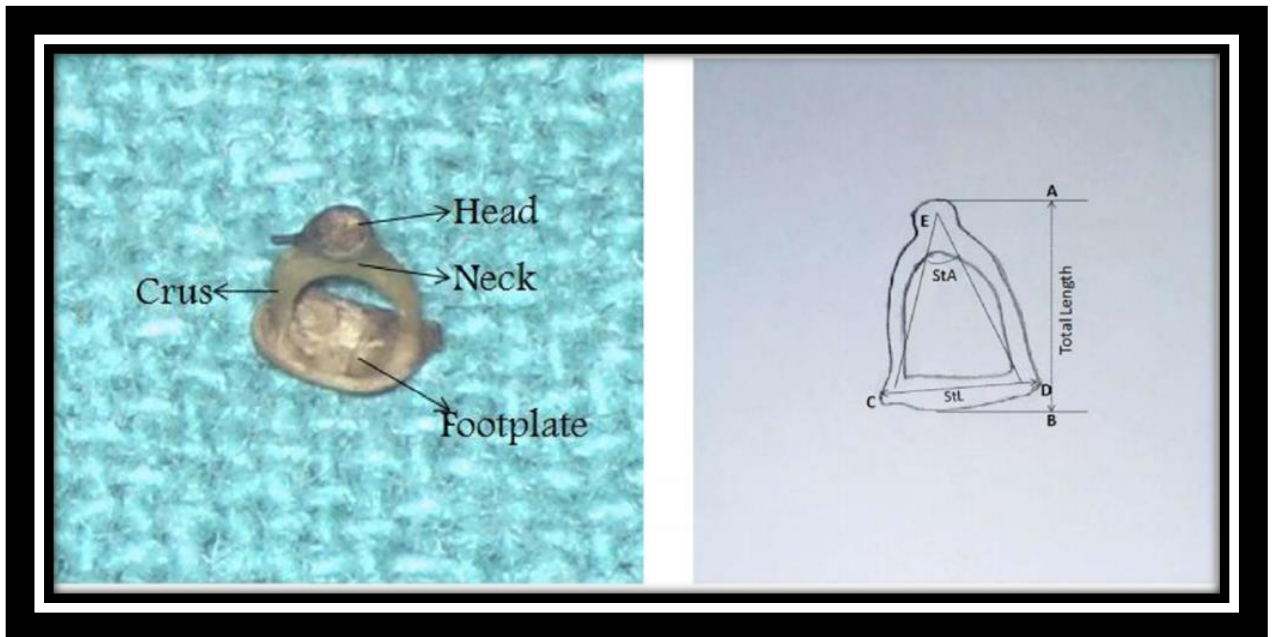 Head
Neck
Crus
Footplate
A
E
StA
Total Length
C
StL
D
B